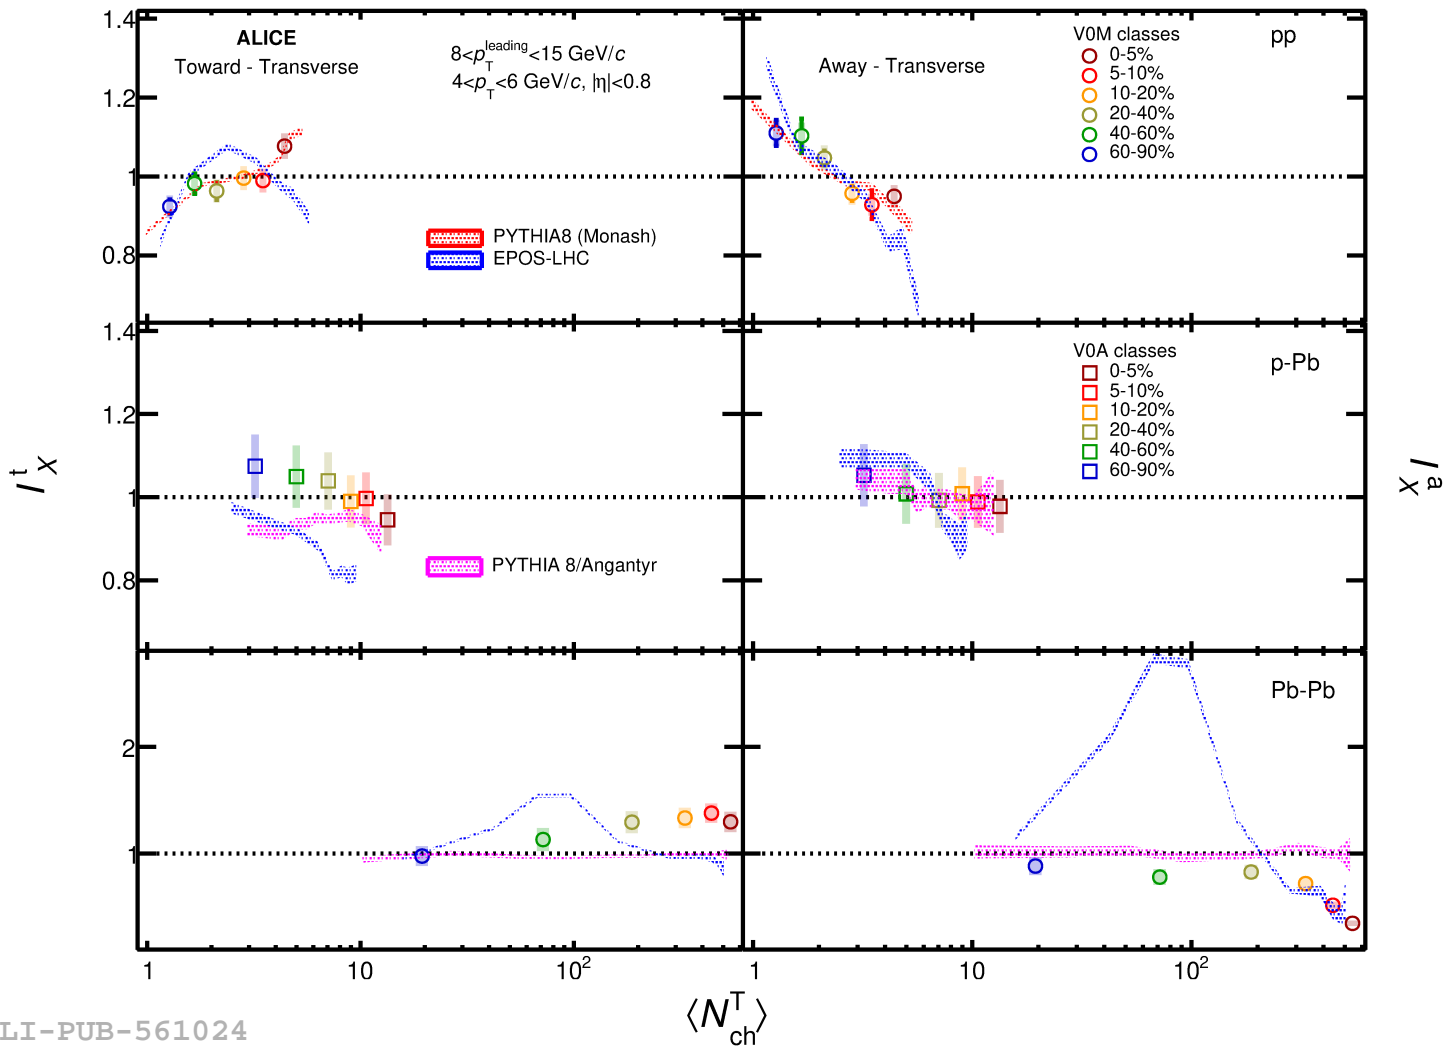 ALICE
Toward - Transverse
8<p_T^leading<15 GeV/c
4<p_T<6 GeV/c, |η|<0.8
Away - Transverse
V0M classes
0-5%
5-10%
10-20%
20-40%
40-60%
60-90%
pp
1.4
1.2
1
0.8
PYTHIA8 (Monash)
EPOS-LHC
V0A classes
0-5%
5-10%
10-20%
20-40%
40-60%
60-90%
p-Pb
1.4
1.2
1
0.8
PYTHIA 8/Angantyr
I_X^t
I_X^a
Pb-Pb
2
1
1 10 10² 1 10 10²
⟨N_ch^T⟩
LI-PUB-561024